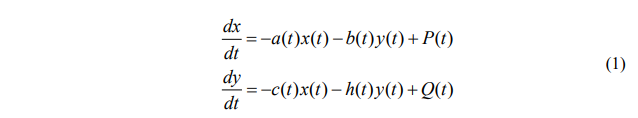 dx/dt = −a(t)x(t) − b(t)y(t) + P(t)
dy/dt = −c(t)x(t) − h(t)y(t) + Q(t)
(1)